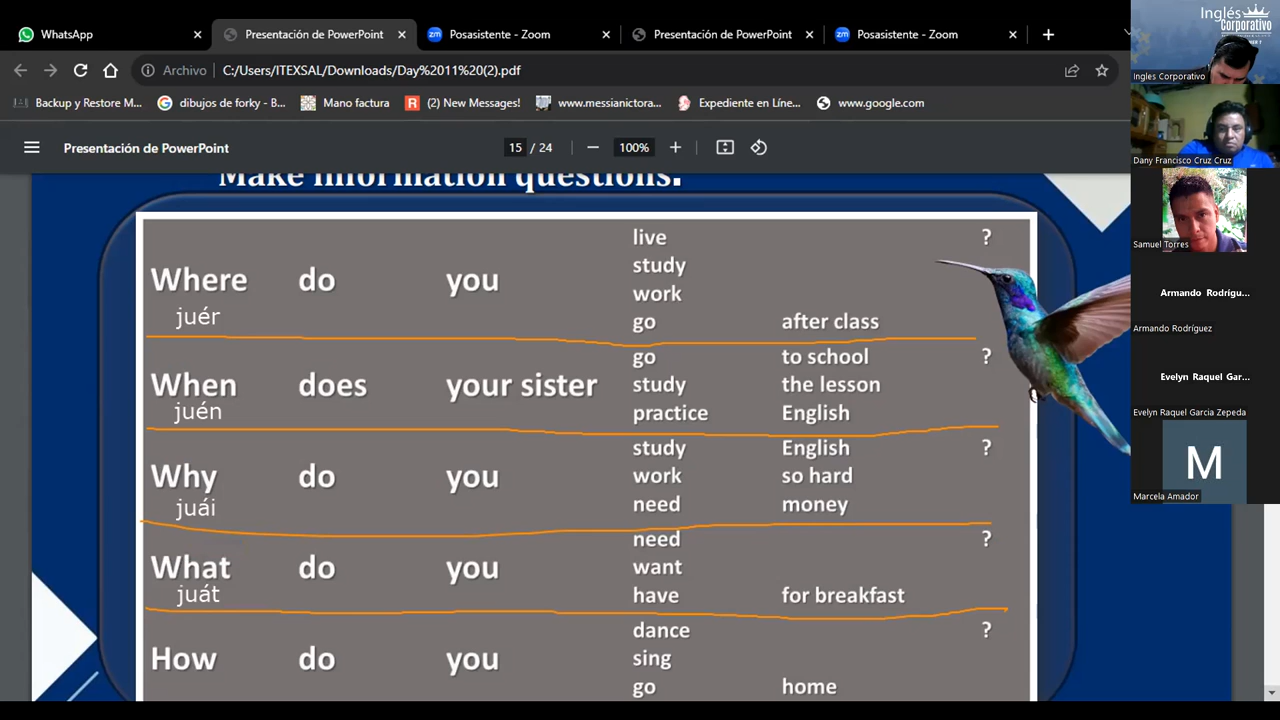 WhatsApp
Presentación de PowerPoint
Posasistente - Zoom
Presentación de PowerPoint
Posasistente - Zoom
Archivo C:/Users/ITEXSAL/Downloads/Day%2011%20(2).pdf
Backup y Restore M...
dibujos de forky - B...
Mano factura
(2) New Messages!
www.messianictora...
Expediente en Líne...
www.google.com
Presentación de PowerPoint
15 / 24
100%
Make information questions.
live ?
study
Where do you
work
juér
go after class
go to school ?
When does your sister study the lesson
juén
practice English
study English ?
Why do you work so hard
juái
need money
need ?
What do you want
juát
have for breakfast
dance ?
How do you sing
go home
Inglés
Corporativo
Ingles Corporativo
Dany Francisco Cruz Cruz
Samuel Torres
Armando Rodrígu...
Armando Rodríguez
Evelyn Raquel Gar...
Evelyn Raquel Garcia Zepeda
M
Marcela Amador